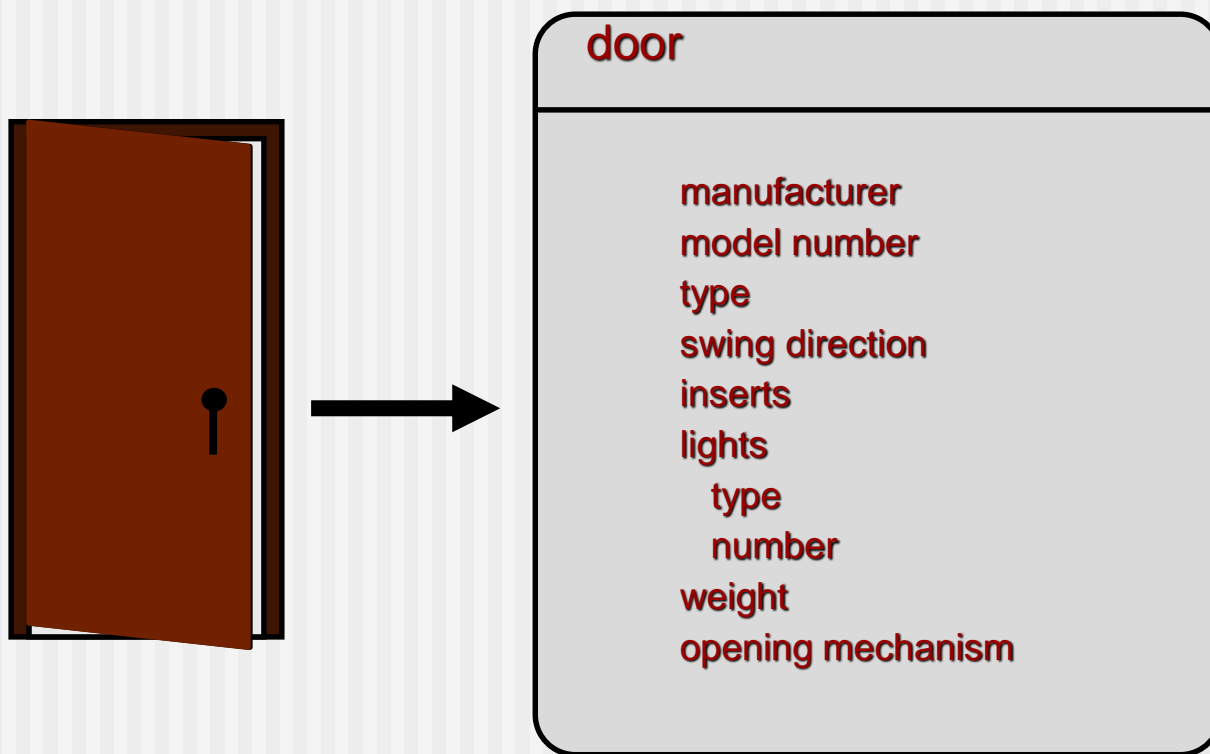 door
manufacturer
model number
type
swing direction
inserts
lights
type
number
weight
opening mechanism